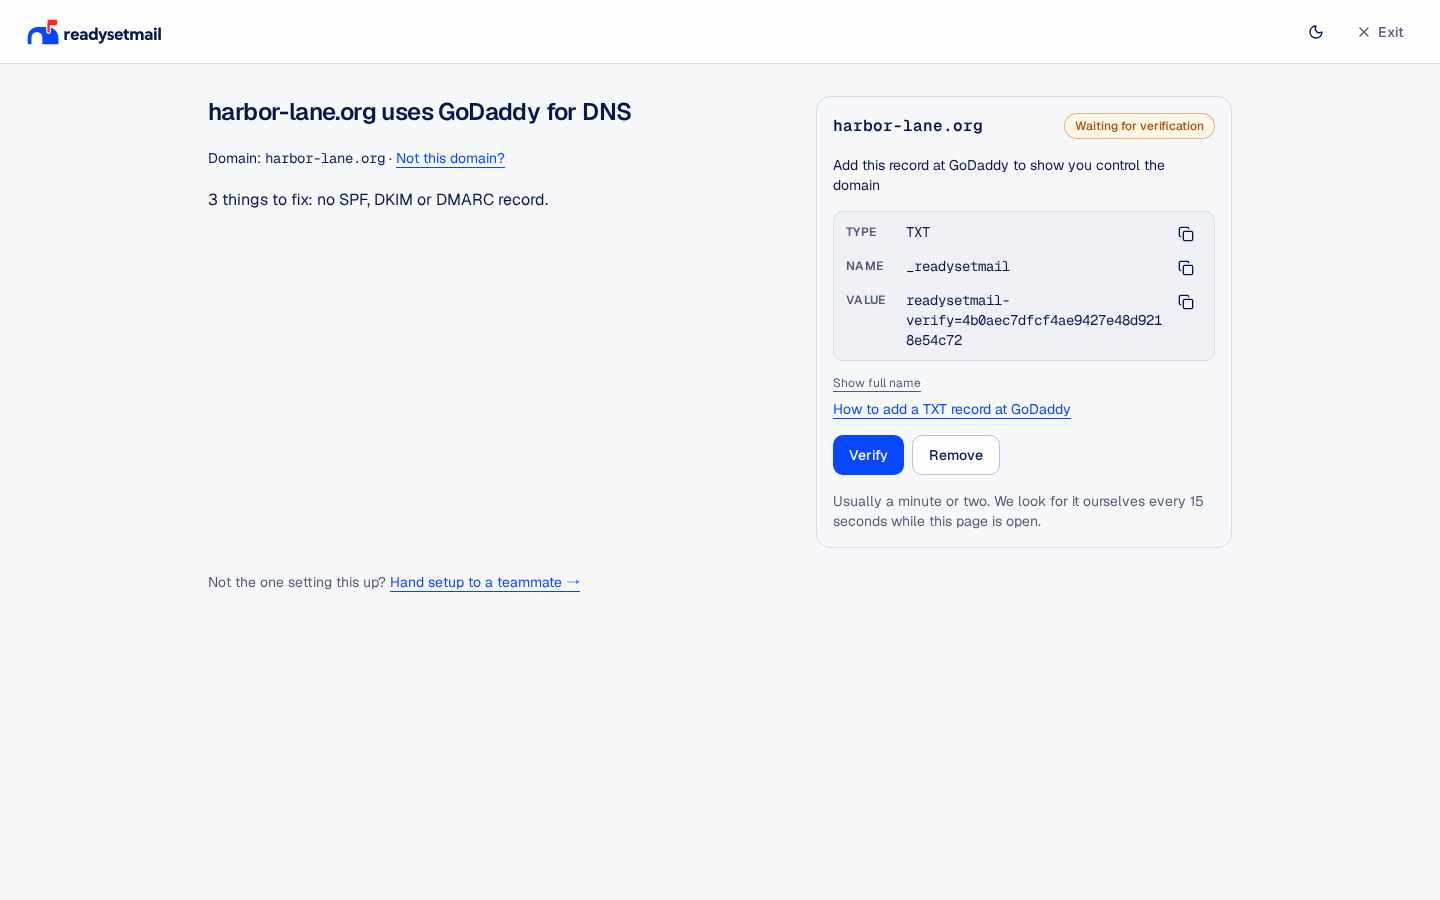 readysetmail
Exit
harbor-lane.org uses GoDaddy for DNS
Domain: harbor-lane.org · Not this domain?
3 things to fix: no SPF, DKIM or DMARC record.
harbor-lane.org
Waiting for verification
Add this record at GoDaddy to show you control the
domain
TYPE TXT
NAME _readysetmail
VALUE readysetmail-
verify=4b0aec7dfcf4ae9427e48d921
8e54c72
Show full name
How to add a TXT record at GoDaddy
Verify
Remove
Usually a minute or two. We look for it ourselves every 15
seconds while this page is open.
Not the one setting this up? Hand setup to a teammate →